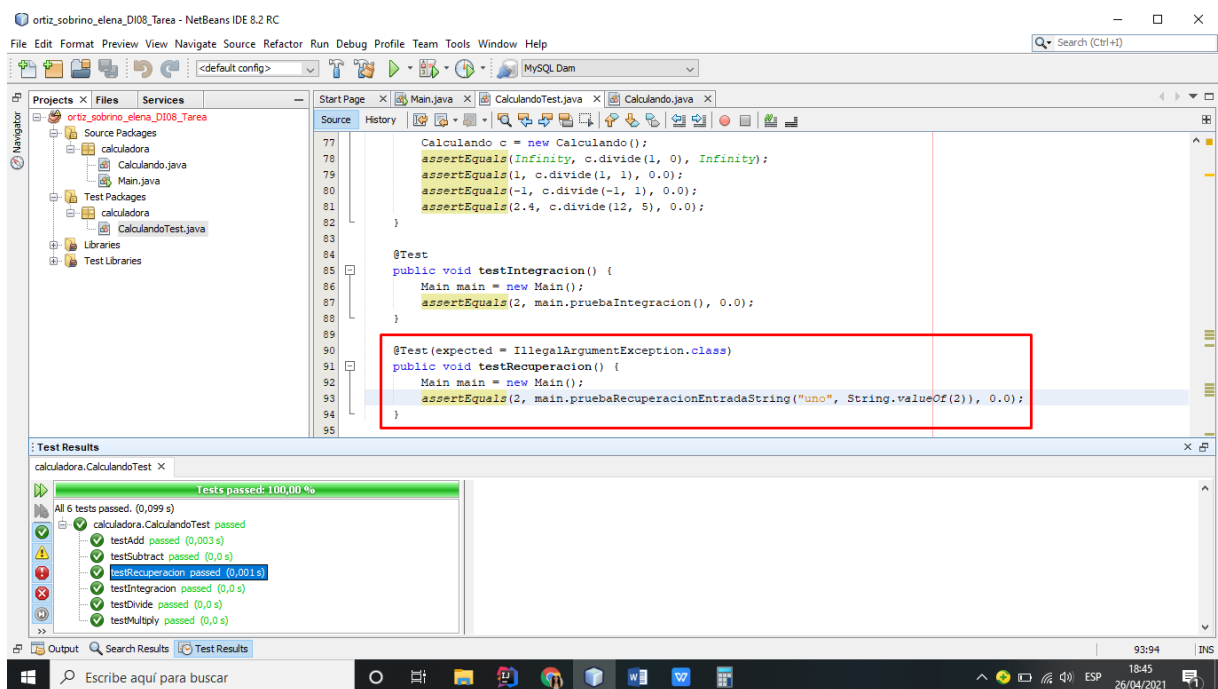 ortiz_sobrino_elena_DI08_Tarea - NetBeans IDE 8.2 RC
File Edit Format Preview View Navigate Source Refactor Run Debug Profile Team Tools Window Help
Search (Ctrl+I)
<default config>
MySQL Dam
Navigator
Projects Files Services
ortiz_sobrino_elena_DI08_Tarea
Source Packages
calculadora
Calculando.java
Main.java
Test Packages
calculadora
CalculandoTest.java
Libraries
Test Libraries
Start Page Main.java CalculandoTest.java Calculando.java
Source History
77 Calculando c = new Calculando();
78 assertEquals(Infinity, c.divide(1, 0), Infinity);
79 assertEquals(1, c.divide(1, 1), 0.0);
80 assertEquals(-1, c.divide(-1, 1), 0.0);
81 assertEquals(2.4, c.divide(12, 5), 0.0);
82 }
83
84 @Test
85 public void testIntegracion() {
86 Main main = new Main();
87 assertEquals(2, main.pruebaIntegracion(), 0.0);
88 }
89
90 @Test(expected = IllegalArgumentException.class)
91 public void testRecuperacion() {
92 Main main = new Main();
93 assertEquals(2, main.pruebaRecuperacionEntradaString("uno", String.valueOf(2)), 0.0);
94 }
95
Test Results
calculadora.CalculandoTest
Tests passed: 100,00 %
All 6 tests passed. (0,099 s)
calculadora.CalculandoTest passed
testAdd passed (0,003 s)
testSubtract passed (0,0 s)
testRecuperacion passed (0,001 s)
testIntegracion passed (0,0 s)
testDivide passed (0,0 s)
testMultiply passed (0,0 s)
Output Search Results Test Results
93:94 INS
Escribe aquí para buscar
ESP
18:45
26/04/2021